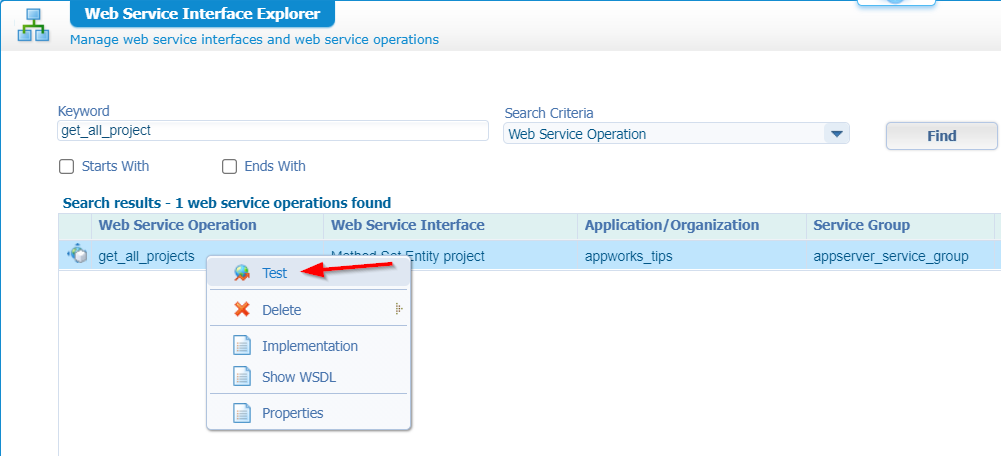 Web Service Interface Explorer
Manage web service interfaces and web service operations
Keyword
Search Criteria
get_all_project
Web Service Operation
Find
Starts With
Ends With
Search results - 1 web service operations found
Web Service Operation Web Service Interface Application/Organization Service Group
get_all_projects Method Set Entity project appworks_tips appserver_service_group
Test
Delete
Implementation
Show WSDL
Properties